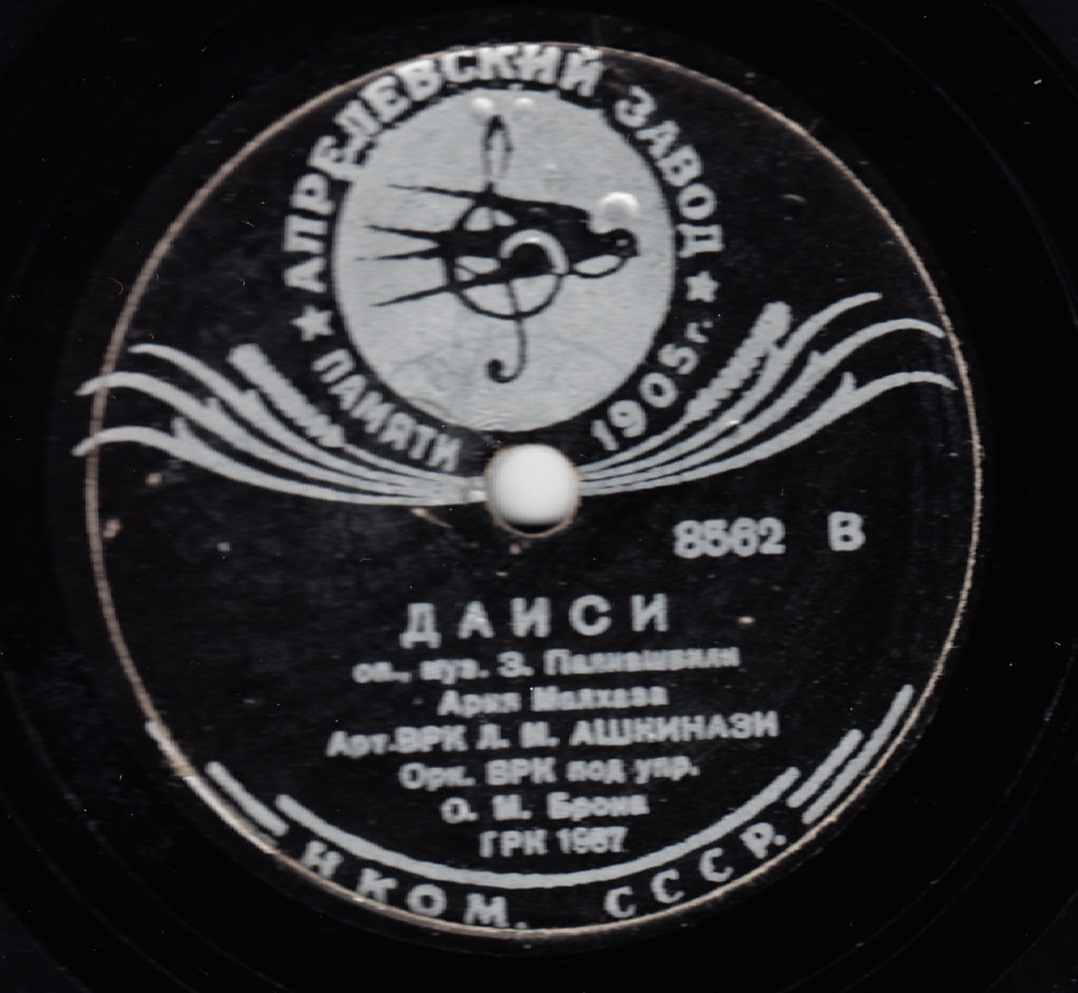 АПРЕЛЕВСКИЙ ЗАВОД
ПАМЯТИ 1905 г.
8562 В
ДАИСИ
оп., муз. З. Палиашвили
Ария Малхаза
Арт.ВРК Л. М. АШКИНАЗИ
Орк. ВРК под упр.
О. М. Брона
ГРК 1987
НКОМ. СССР.